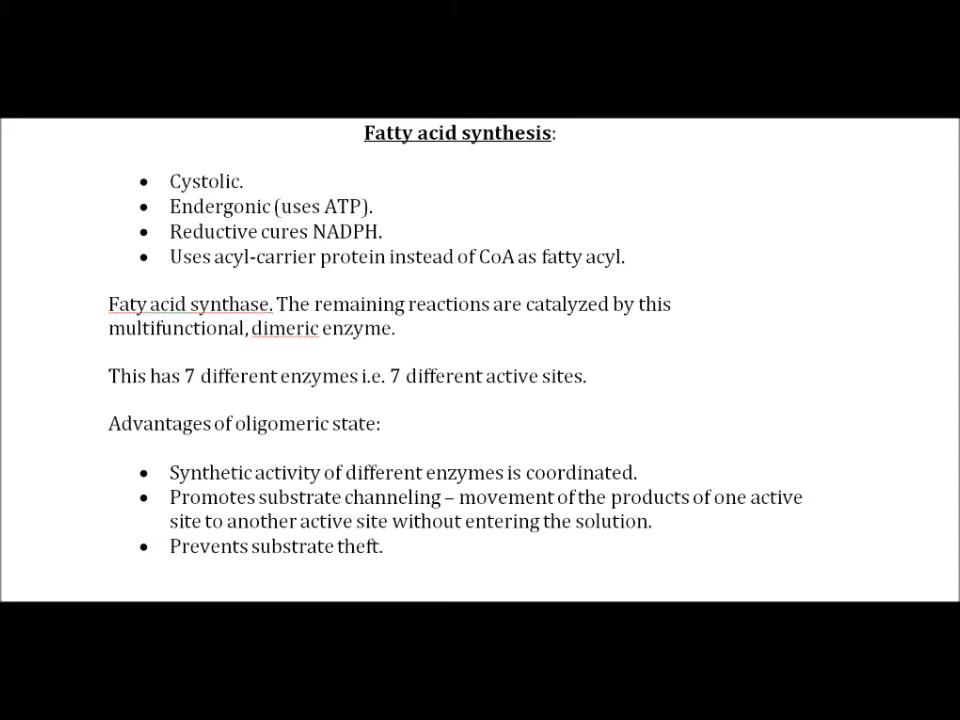 Fatty acid synthesis:
• Cystolic.
• Endergonic (uses ATP).
• Reductive cures NADPH.
• Uses acyl-carrier protein instead of CoA as fatty acyl.
Faty acid synthase. The remaining reactions are catalyzed by this
multifunctional, dimeric enzyme.
This has 7 different enzymes i.e. 7 different active sites.
Advantages of oligomeric state:
• Synthetic activity of different enzymes is coordinated.
• Promotes substrate channeling – movement of the products of one active
site to another active site without entering the solution.
• Prevents substrate theft.